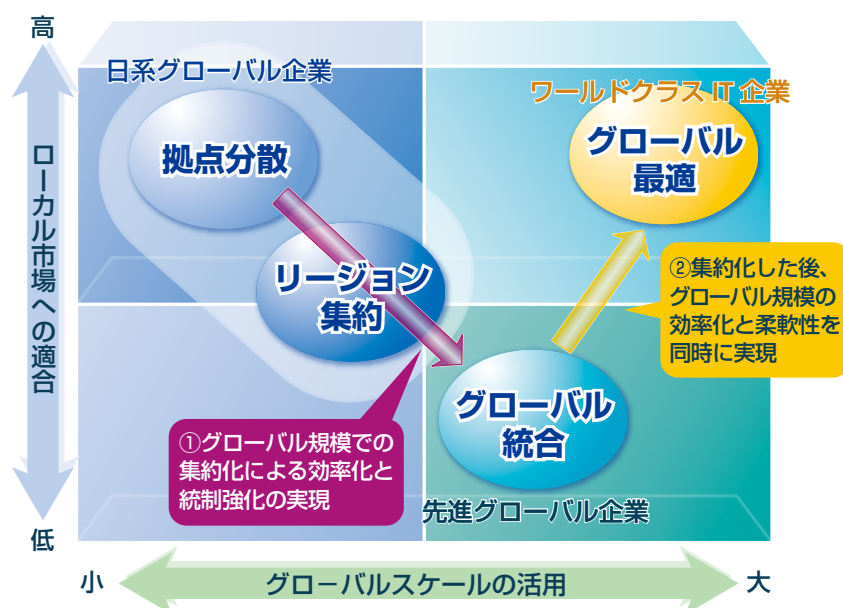 高
日系グローバル企業
ワールドクラス IT 企業
拠点分散
グローバル
最適
ローカル市場への適合
リージョン
集約
②集約化した後、
グローバル規模の
効率化と柔軟性を
同時に実現
グローバル
統合
①グローバル規模での
集約化による効率化と
統制強化の実現
先進グローバル企業
低
小
グローバルスケールの活用
大